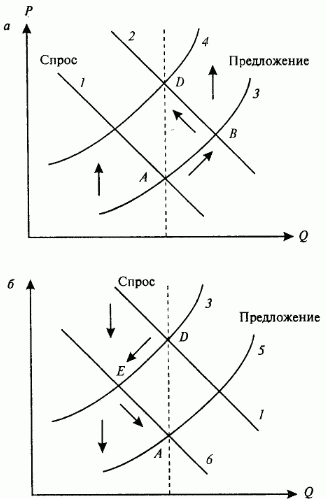 а
P
Спрос
1
2
4
Предложение
D
3
B
A
Q
б
Спрос
3
Предложение
D
5
E
1
A
6
Q